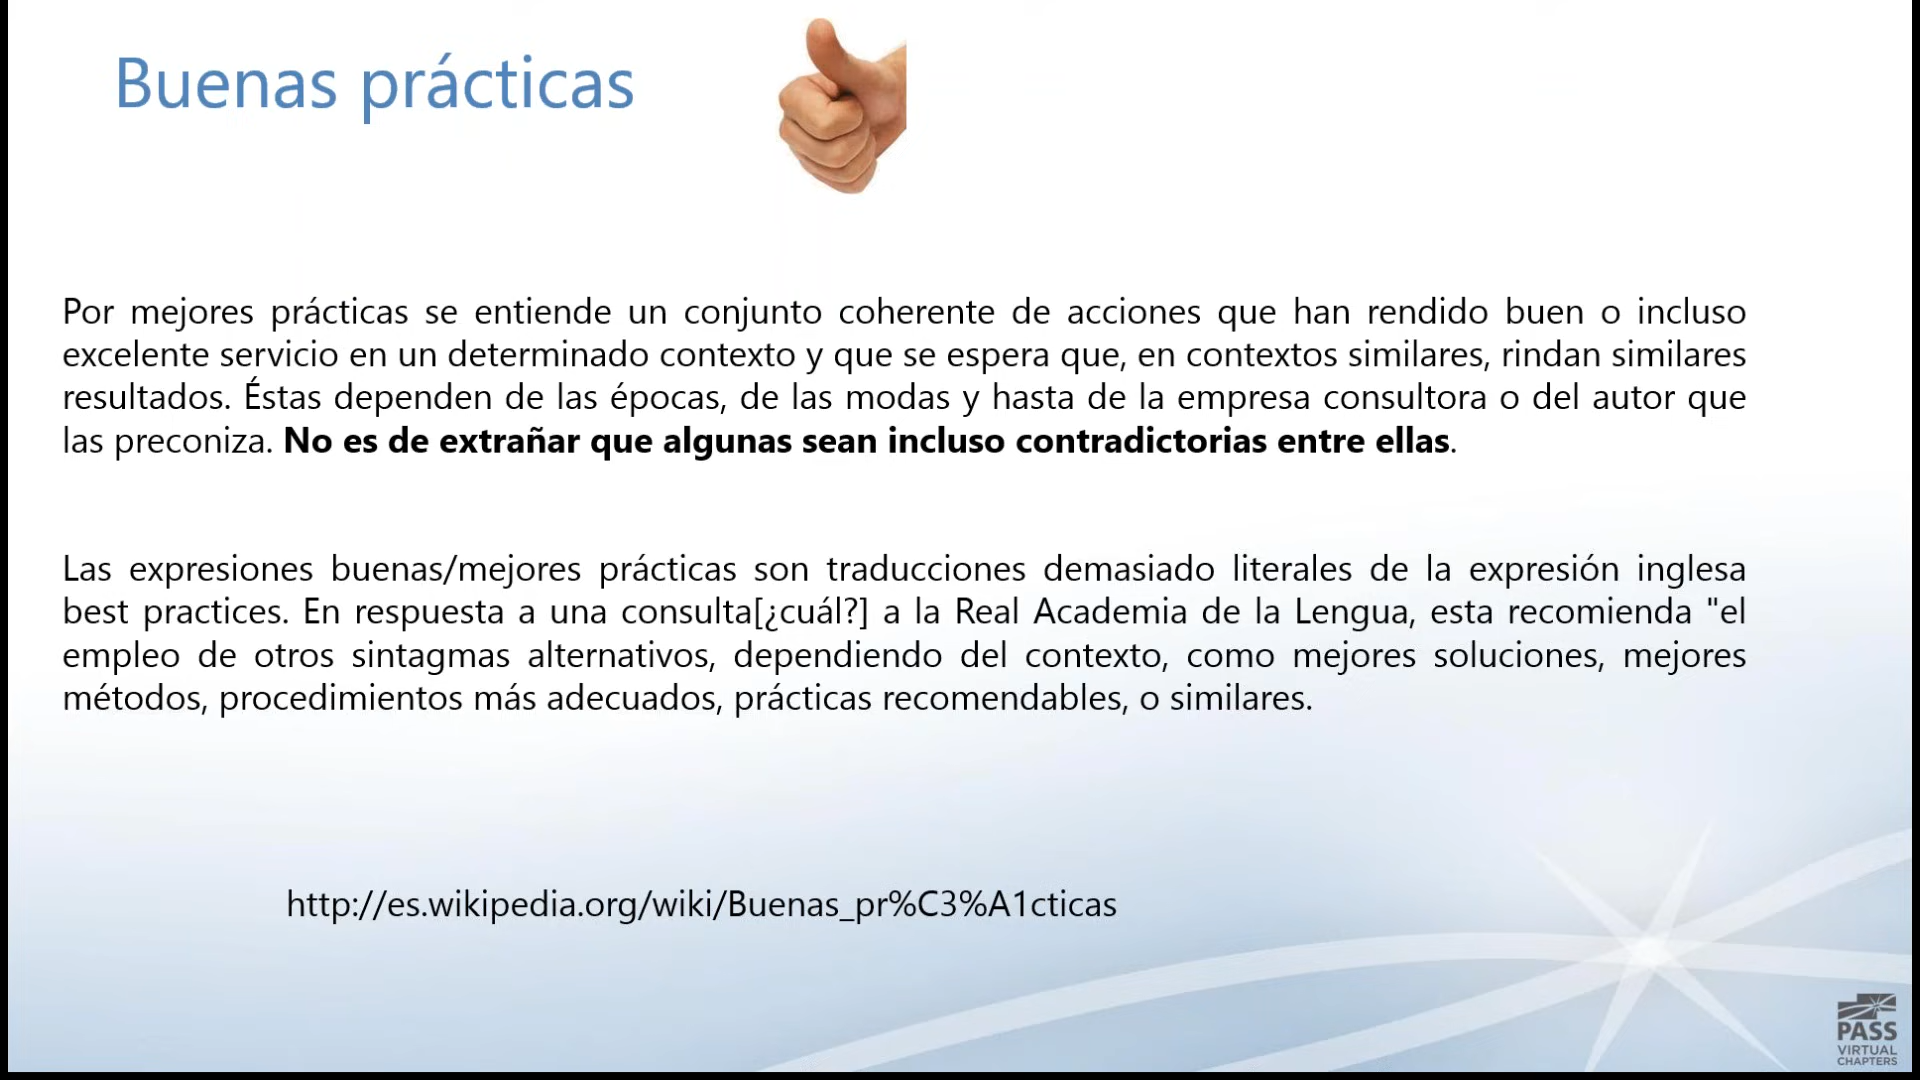 Buenas prácticas
Por mejores prácticas se entiende un conjunto coherente de acciones que han rendido buen o incluso
excelente servicio en un determinado contexto y que se espera que, en contextos similares, rindan similares
resultados. Éstas dependen de las épocas, de las modas y hasta de la empresa consultora o del autor que
las preconiza. No es de extrañar que algunas sean incluso contradictorias entre ellas.
Las expresiones buenas/mejores prácticas son traducciones demasiado literales de la expresión inglesa
best practices. En respuesta a una consulta[¿cuál?] a la Real Academia de la Lengua, esta recomienda "el
empleo de otros sintagmas alternativos, dependiendo del contexto, como mejores soluciones, mejores
métodos, procedimientos más adecuados, prácticas recomendables, o similares.
http://es.wikipedia.org/wiki/Buenas_pr%C3%A1cticas
PASS
VIRTUAL
CHAPTERS